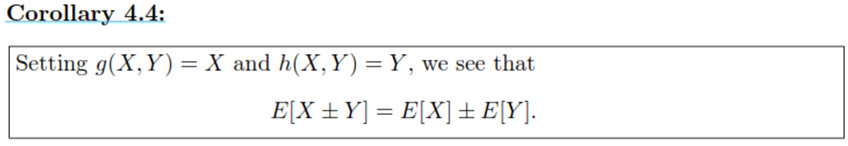 Corollary 4.4:
Setting g(X, Y) = X and h(X, Y) = Y, we see that
E[X ± Y] = E[X] ± E[Y].